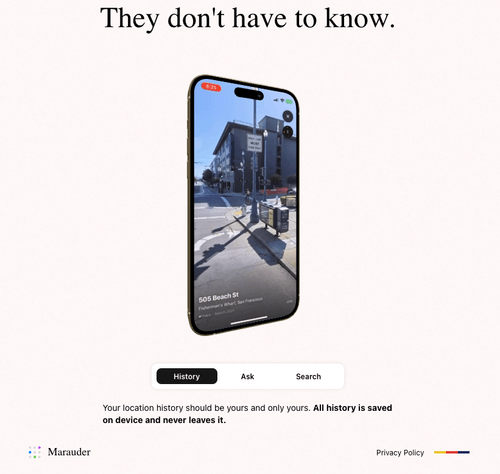 They don't have to know.
505 Beach St
Fisherman's Wharf, San Francisco
History
Ask
Search
Your location history should be yours and only yours. All history is saved
on device and never leaves it.
Marauder
Privacy Policy